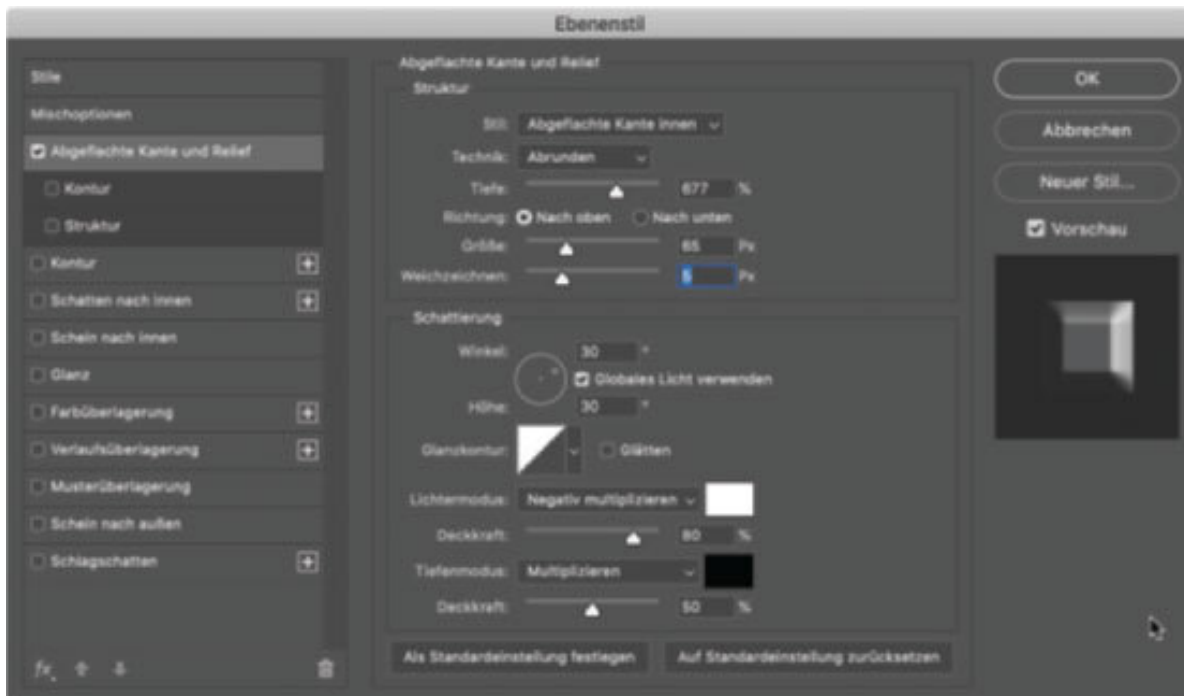 Ebenenstil
Stile
Mischoptionen
Abgeflachte Kante und Relief
Kontur
Struktur
Kontur
Schatten nach innen
Schein nach innen
Glanz
Farbüberlagerung
Verlaufsüberlagerung
Musterüberlagerung
Schein nach außen
Schlagschatten
fx
Abgeflachte Kante und Relief
Struktur
Stil: Abgeflachte Kante innen
Technik: Abrunden
Tiefe: 677 %
Richtung: Nach oben Nach unten
Größe: 65 Px
Weichzeichnen: 5 Px
Schattierung
Winkel: 30 °
Globales Licht verwenden
Höhe: 30 °
Glanzkontur: Glätten
Lichtermodus: Negativ multiplizieren
Deckkraft: 80 %
Tiefenmodus: Multiplizieren
Deckkraft: 50 %
Als Standardeinstellung festlegen Auf Standardeinstellung zurücksetzen
OK
Abbrechen
Neuer Stil...
Vorschau